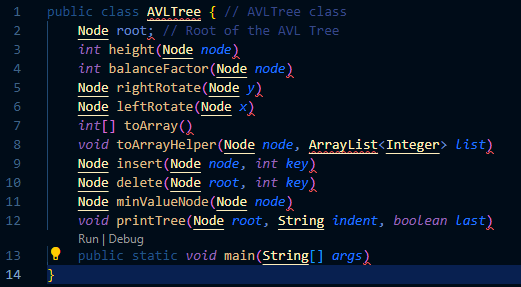 1 public class AVLTree { // AVLTree class
2 Node root; // Root of the AVL Tree
3 int height(Node node)
4 int balanceFactor(Node node)
5 Node rightRotate(Node y)
6 Node leftRotate(Node x)
7 int[] toArray()
8 void toArrayHelper(Node node, ArrayList<Integer> list)
9 Node insert(Node node, int key)
10 Node delete(Node root, int key)
11 Node minValueNode(Node node)
12 void printTree(Node root, String indent, boolean last)
Run | Debug
13 public static void main(String[] args)
14 }